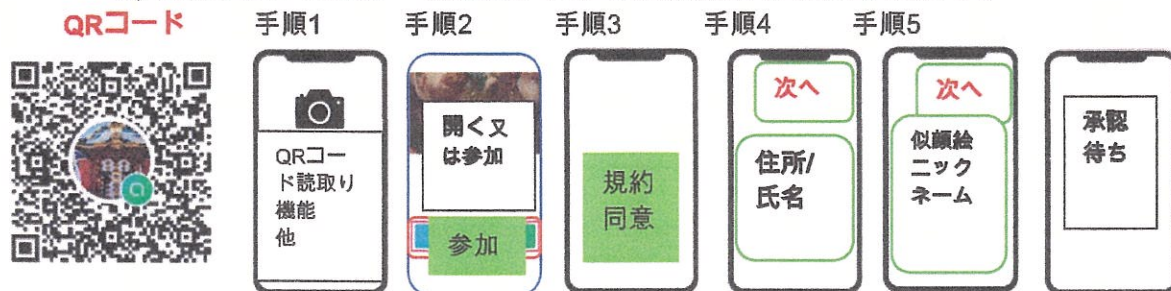 QRコード
手順1
手順2
手順3
手順4
手順5
QRコー
ド読取り
機能
他
開く又
は参加
参加
規約
同意
次へ
住所/
氏名
次へ
似顔絵
ニック
ネーム
承認
待ち